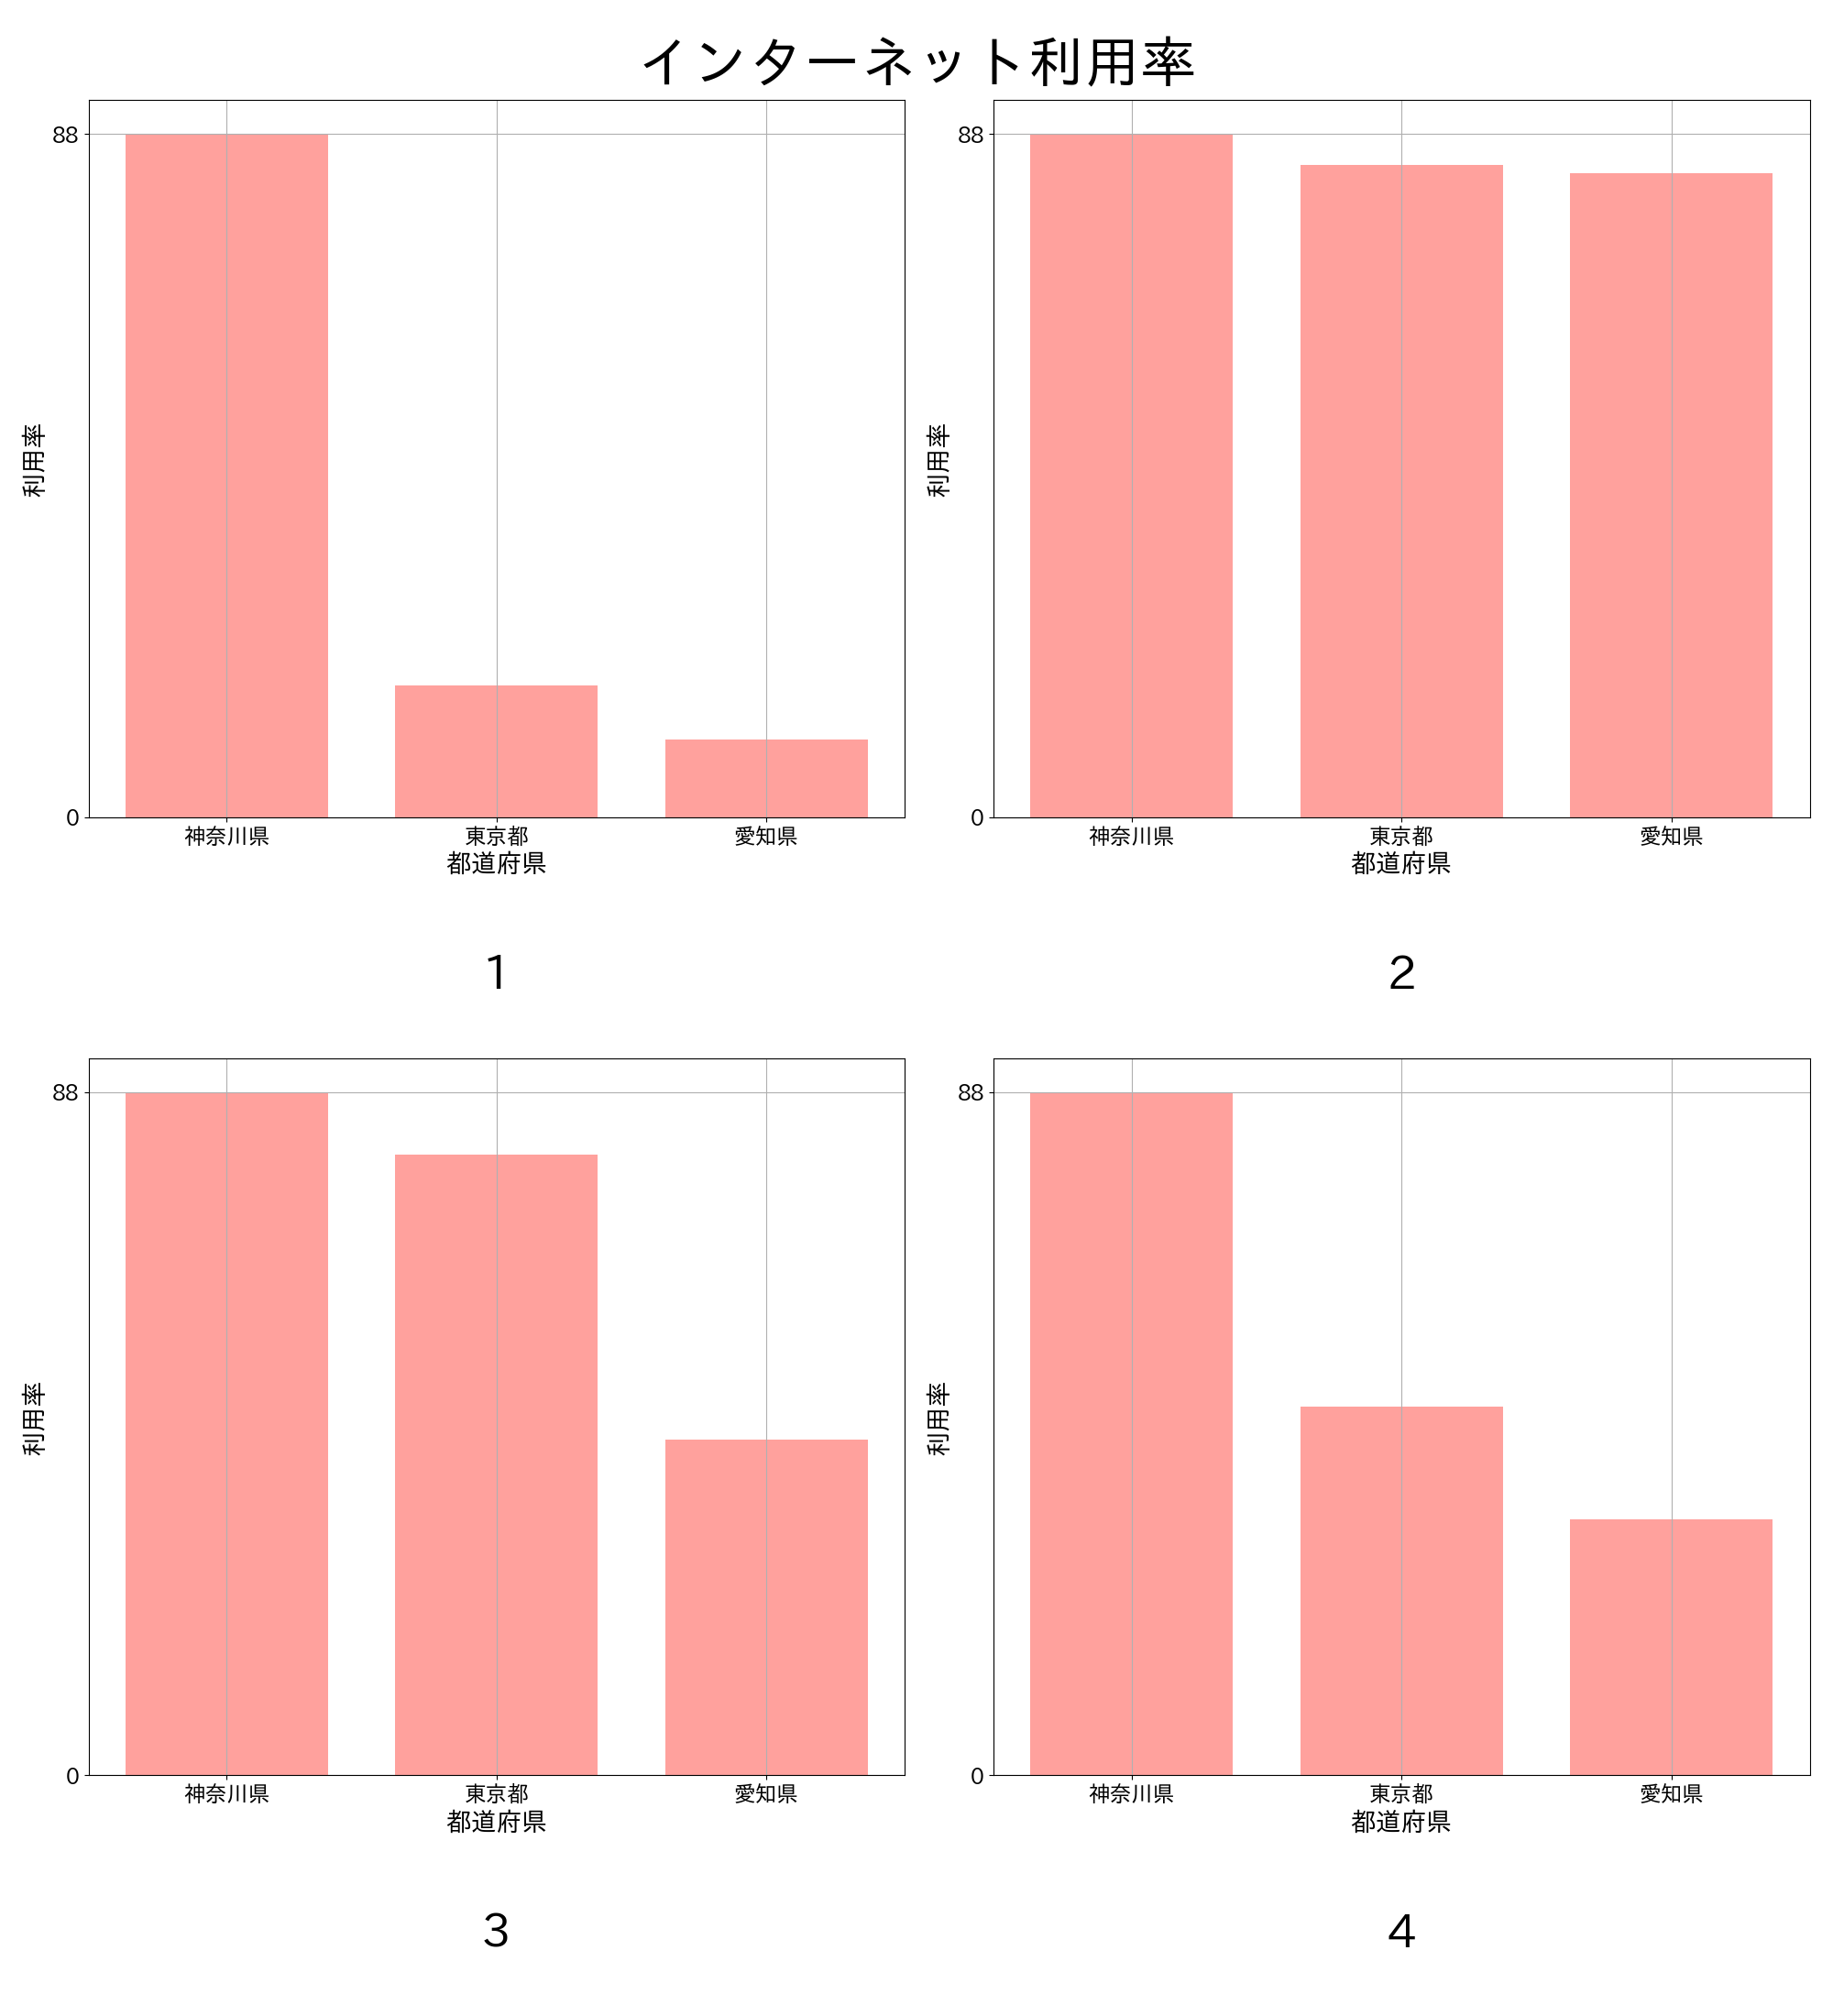 インターネット利用率
88
0
利用率
神奈川県 東京都 愛知県
都道府県
1
88
0
利用率
神奈川県 東京都 愛知県
都道府県
2
88
0
利用率
神奈川県 東京都 愛知県
都道府県
3
88
0
利用率
神奈川県 東京都 愛知県
都道府県
4